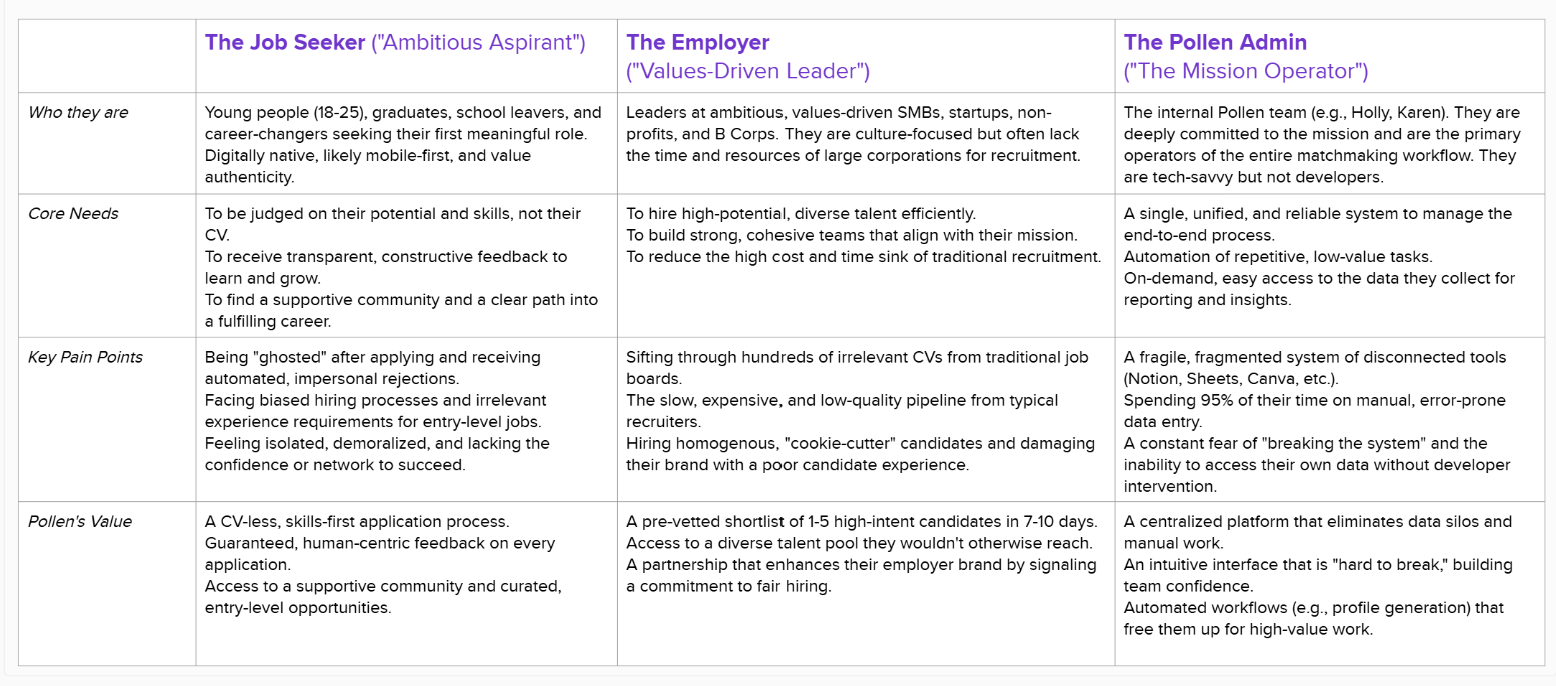 The Job Seeker ("Ambitious Aspirant")
The Employer
("Values-Driven Leader")
The Pollen Admin
("The Mission Operator")
Who they are
Young people (18-25), graduates, school leavers, and
career-changers seeking their first meaningful role.
Digitally native, likely mobile-first, and value
authenticity.
Leaders at ambitious, values-driven SMBs, startups, non-
profits, and B Corps. They are culture-focused but often lack
the time and resources of large corporations for recruitment.
The internal Pollen team (e.g., Holly, Karen). They are
deeply committed to the mission and are the primary
operators of the entire matchmaking workflow. They
are tech-savvy but not developers.
Core Needs
To be judged on their potential and skills, not their
CV.
To receive transparent, constructive feedback to
learn and grow.
To find a supportive community and a clear path into
a fulfilling career.
To hire high-potential, diverse talent efficiently.
To build strong, cohesive teams that align with their mission.
To reduce the high cost and time sink of traditional recruitment.
A single, unified, and reliable system to manage the
end-to-end process.
Automation of repetitive, low-value tasks.
On-demand, easy access to the data they collect for
reporting and insights.
Key Pain Points
Being "ghosted" after applying and receiving
automated, impersonal rejections.
Facing biased hiring processes and irrelevant
experience requirements for entry-level jobs.
Feeling isolated, demoralized, and lacking the
confidence or network to succeed.
Sifting through hundreds of irrelevant CVs from traditional job
boards.
The slow, expensive, and low-quality pipeline from typical
recruiters.
Hiring homogenous, "cookie-cutter" candidates and damaging
their brand with a poor candidate experience.
A fragile, fragmented system of disconnected tools
(Notion, Sheets, Canva, etc.).
Spending 95% of their time on manual, error-prone
data entry.
A constant fear of "breaking the system" and the
inability to access their own data without developer
intervention.
Pollen's Value
A CV-less, skills-first application process.
Guaranteed, human-centric feedback on every
application.
Access to a supportive community and curated,
entry-level opportunities.
A pre-vetted shortlist of 1-5 high-intent candidates in 7-10 days.
Access to a diverse talent pool they wouldn't otherwise reach.
A partnership that enhances their employer brand by signaling
a commitment to fair hiring.
A centralized platform that eliminates data silos and
manual work.
An intuitive interface that is "hard to break," building
team confidence.
Automated workflows (e.g., profile generation) that
free them up for high-value work.